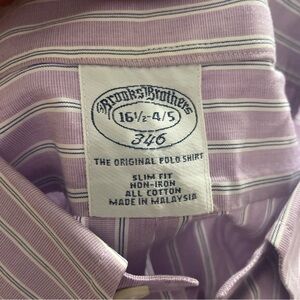 Brooks Brothers
16½-4/5
346
THE ORIGINAL POLO SHIRT
SLIM FIT
NON-IRON
ALL COTTON
MADE IN MALAYSIA